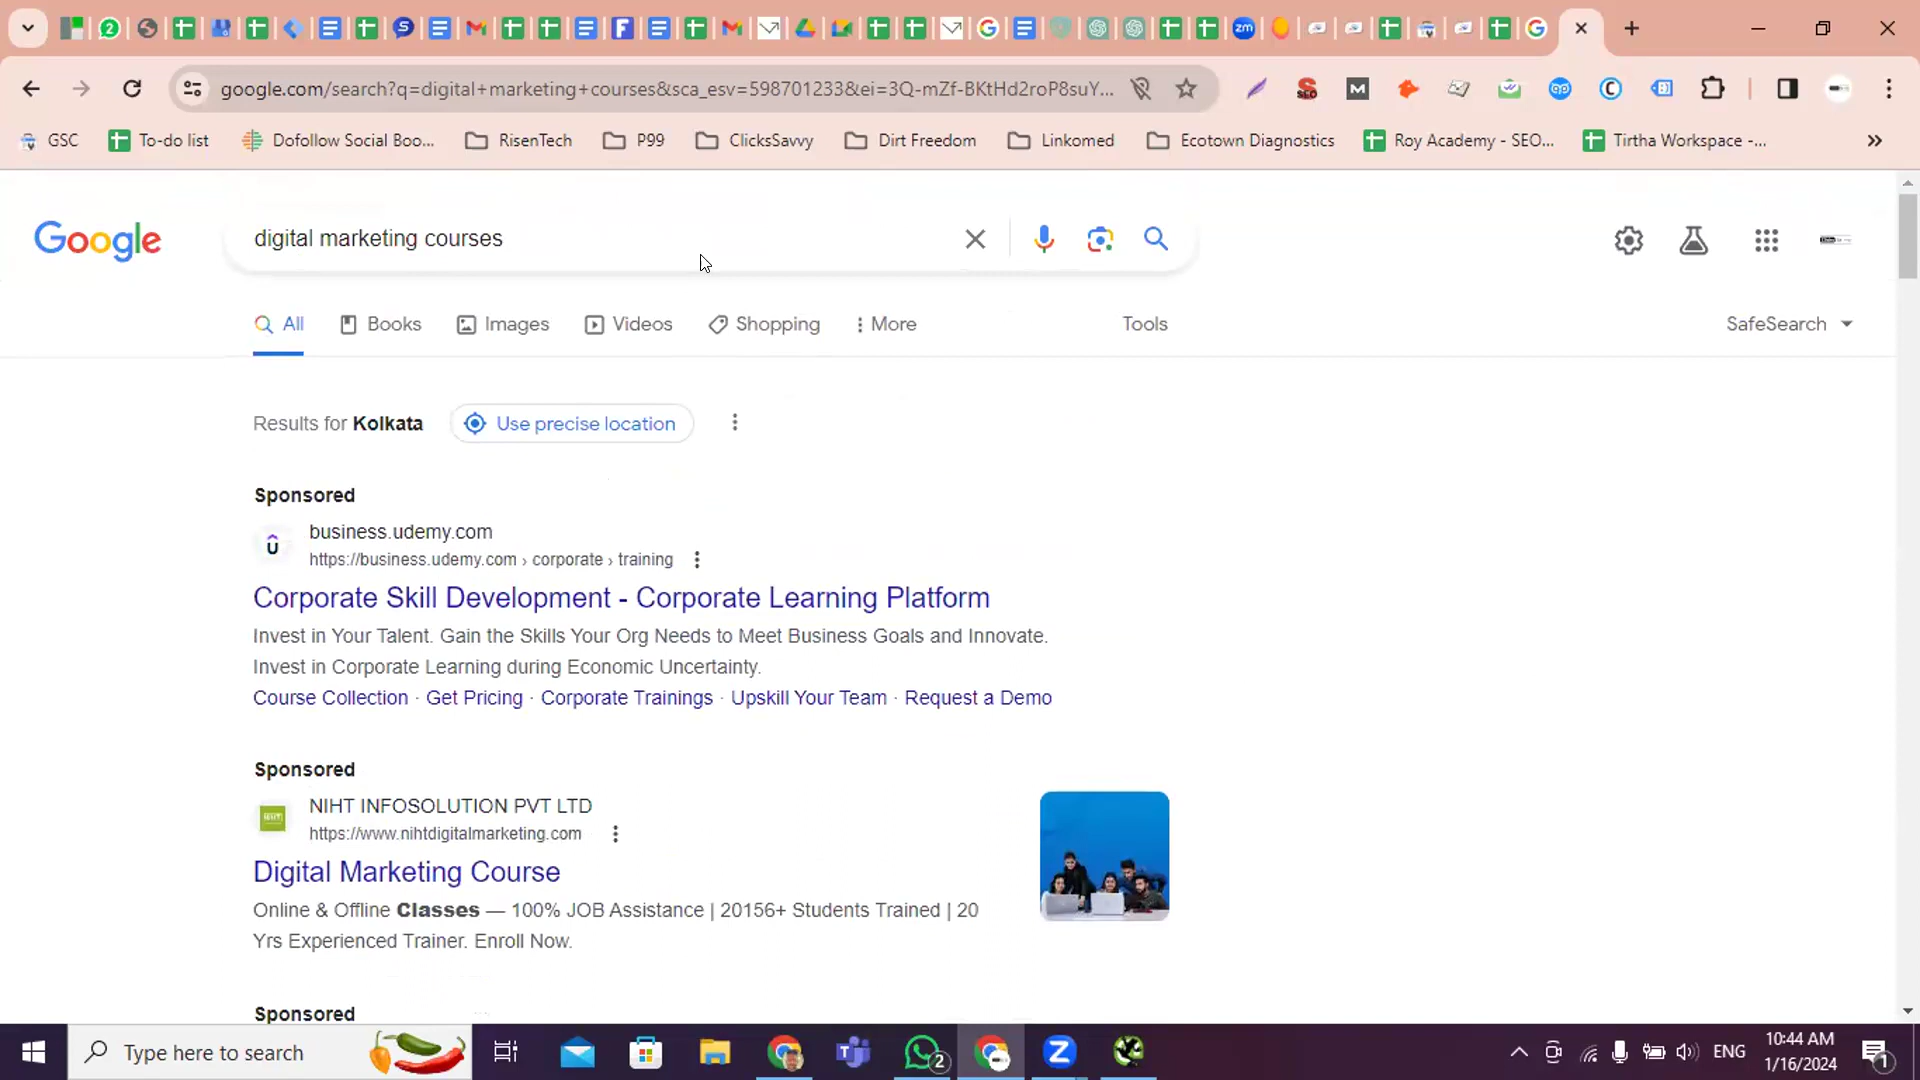 google.com/search?q=digital+marketing+courses&sca_esv=598701233&ei=3Q-mZf-BKtHd2roP8suY...
GSC
To-do list
Dofollow Social Boo...
RisenTech
P99
ClicksSavvy
Dirt Freedom
Linkomed
Ecotown Diagnostics
Roy Academy - SEO...
Tirtha Workspace -...
»
Google
digital marketing courses
All
Books
Images
Videos
Shopping
More
Tools
SafeSearch
Results for Kolkata
Use precise location
Sponsored
business.udemy.com
https://business.udemy.com › corporate › training
Corporate Skill Development - Corporate Learning Platform
Invest in Your Talent. Gain the Skills Your Org Needs to Meet Business Goals and Innovate.
Invest in Corporate Learning during Economic Uncertainty.
Course Collection · Get Pricing · Corporate Trainings · Upskill Your Team · Request a Demo
Sponsored
NIHT INFOSOLUTION PVT LTD
https://www.nihtdigitalmarketing.com
Digital Marketing Course
Online & Offline Classes — 100% JOB Assistance | 20156+ Students Trained | 20
Yrs Experienced Trainer. Enroll Now.
Sponsored
Type here to search
2
ENG
10:44 AM
1/16/2024
1